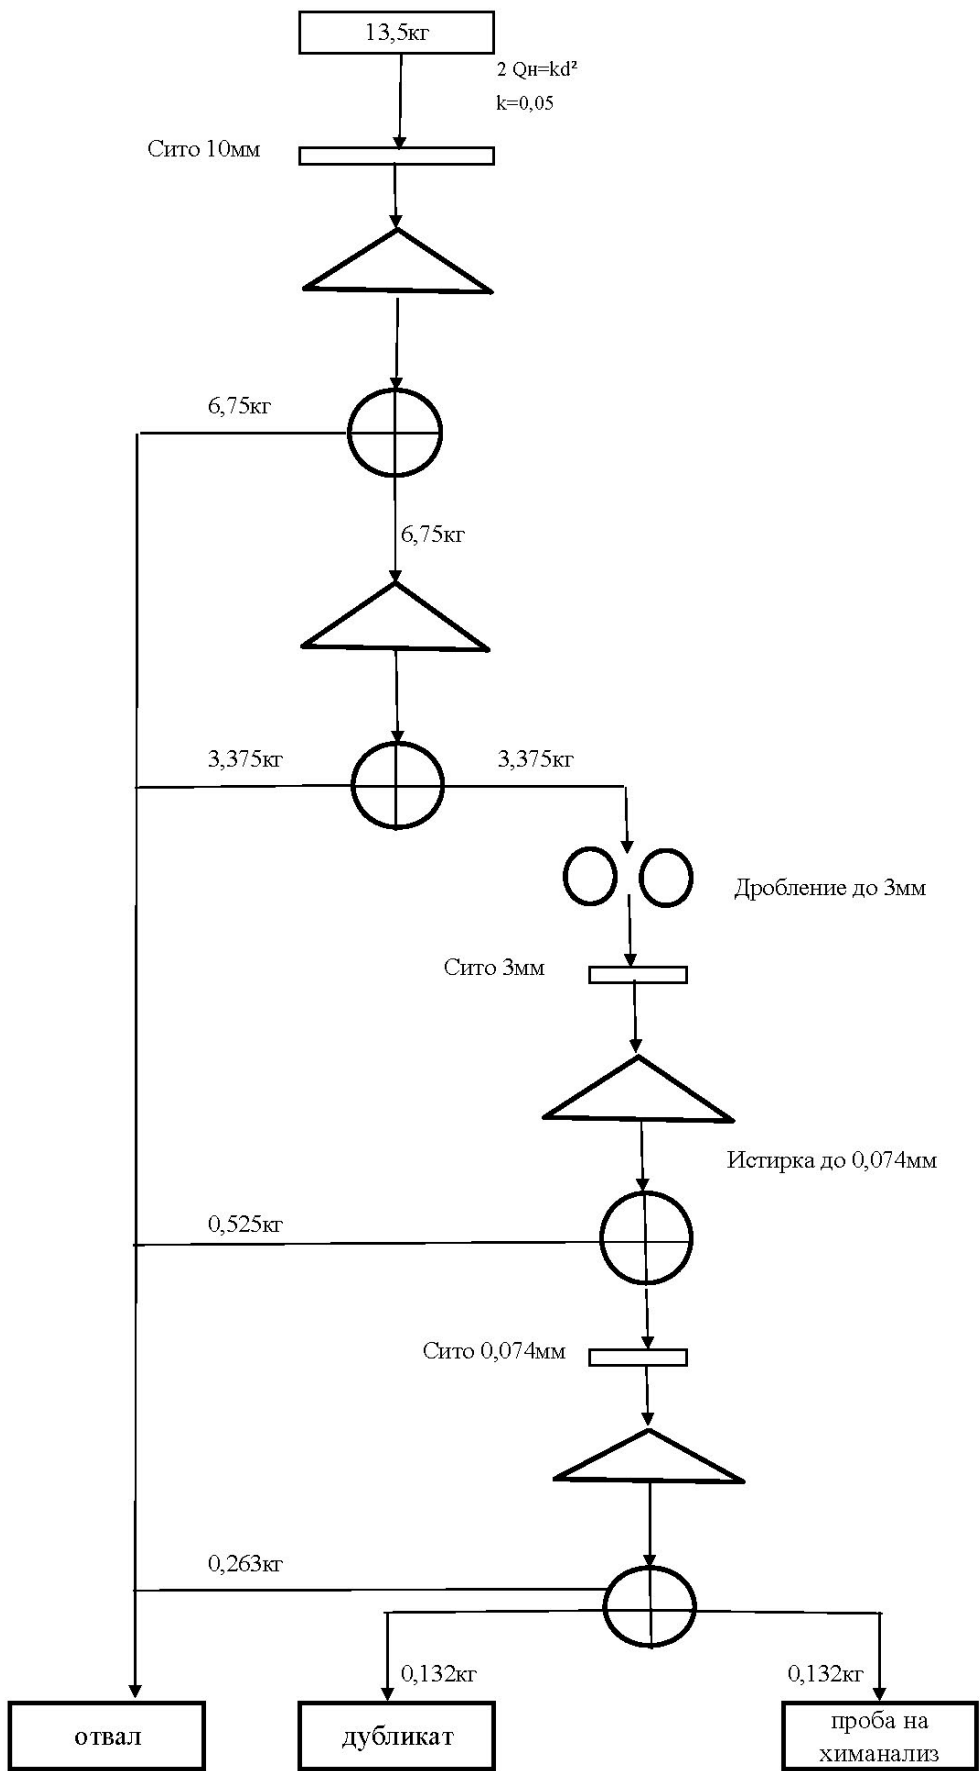 13,5кг
2 Qн=kd²
k=0,05
Сито 10мм
6,75кг
6,75кг
3,375кг
3,375кг
Дробление до 3мм
Сито 3мм
Истирка до 0,074мм
0,525кг
Сито 0,074мм
0,263кг
0,132кг
0,132кг
отвал
дубликат
проба на
химанализ